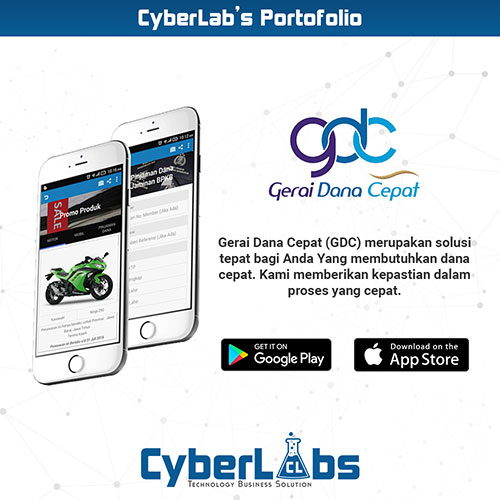 CyberLab's Portofolio
SALE
Promo Produk
MOTOR
MOBIL
Pinjaman Dana
Jaminan BPKB
gdc
Gerai Dana Cepat
Gerai Dana Cepat (GDC) merupakan solusi
tepat bagi Anda Yang membutuhkan dana
cepat. Kami memberikan kepastian dalam
proses yang cepat.
GET IT ON
Google Play
Download on the
App Store
CyberLabs
CL
Technology Business Solution